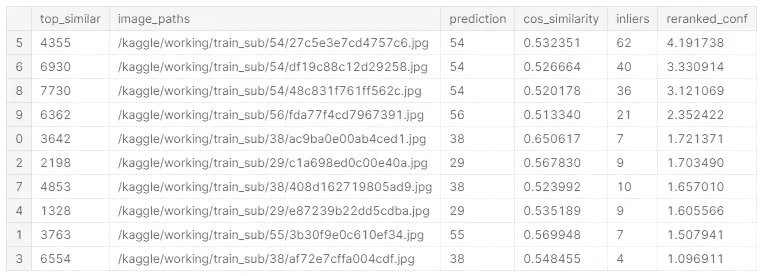 top_similar image_paths prediction cos_similarity inliers reranked_conf
5 4355 /kaggle/working/train_sub/54/27c5e3e7cd4757c6.jpg 54 0.532351 62 4.191738
6 6930 /kaggle/working/train_sub/54/df19c88c12d29258.jpg 54 0.526664 40 3.330914
8 7730 /kaggle/working/train_sub/54/48c831f761ff562c.jpg 54 0.520178 36 3.121069
9 6362 /kaggle/working/train_sub/56/fda77f4cd7967391.jpg 56 0.513340 21 2.352422
0 3642 /kaggle/working/train_sub/38/ac9ba0e00ab4ced1.jpg 38 0.650617 7 1.721371
2 2198 /kaggle/working/train_sub/29/c1a698ed0c00e40a.jpg 29 0.567830 9 1.703490
7 4853 /kaggle/working/train_sub/38/408d162719805ad9.jpg 38 0.523992 10 1.657010
4 1328 /kaggle/working/train_sub/29/e87239b22dd5cdba.jpg 29 0.535189 9 1.605566
1 3763 /kaggle/working/train_sub/55/3b30f9e0c610ef34.jpg 55 0.569948 7 1.507941
3 6554 /kaggle/working/train_sub/38/af72e7cffa004cdf.jpg 38 0.548455 4 1.096911